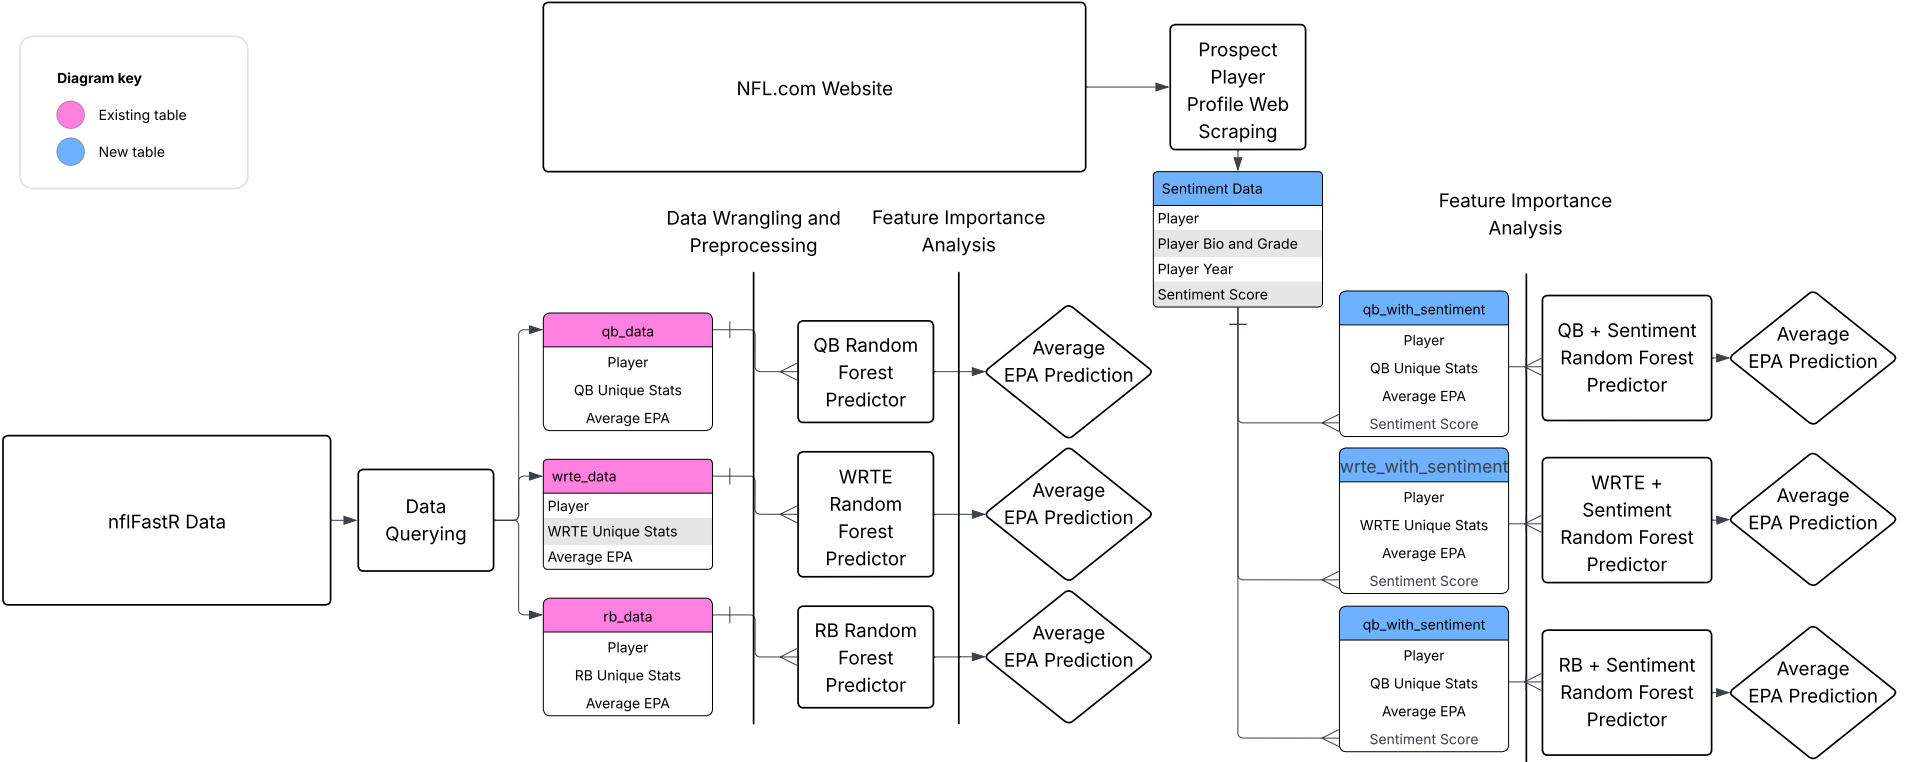 Diagram key
Existing table
New table
NFL.com Website
Prospect
Player
Profile Web
Scraping
Sentiment Data
Player
Player Bio and Grade
Player Year
Sentiment Score
Data Wrangling and
Preprocessing
Feature Importance
Analysis
Feature Importance
Analysis
nflFastR Data
Data
Querying
qb_data
Player
QB Unique Stats
Average EPA
QB Random
Forest
Predictor
Average
EPA Prediction
wrte_data
Player
WRTE Unique Stats
Average EPA
WRTE
Random
Forest
Predictor
Average
EPA Prediction
rb_data
Player
RB Unique Stats
Average EPA
RB Random
Forest
Predictor
Average
EPA Prediction
qb_with_sentiment
Player
QB Unique Stats
Average EPA
Sentiment Score
QB + Sentiment
Random Forest
Predictor
Average
EPA Prediction
wrte_with_sentiment
Player
WRTE Unique Stats
Average EPA
Sentiment Score
WRTE +
Sentiment
Random Forest
Predictor
Average
EPA Prediction
qb_with_sentiment
Player
QB Unique Stats
Average EPA
Sentiment Score
RB + Sentiment
Random Forest
Predictor
Average
EPA Prediction